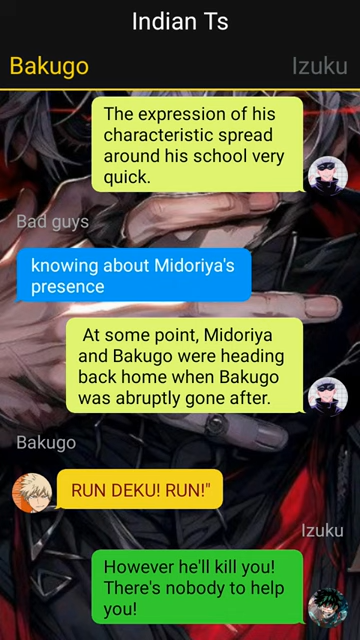 Indian Ts
Bakugo
Izuku
The expression of his
characteristic spread
around his school very
quick.
Bad guys
knowing about Midoriya's
presence
At some point, Midoriya
and Bakugo were heading
back home when Bakugo
was abruptly gone after.
Bakugo
RUN DEKU! RUN!"
Izuku
However he'll kill you!
There's nobody to help
you!